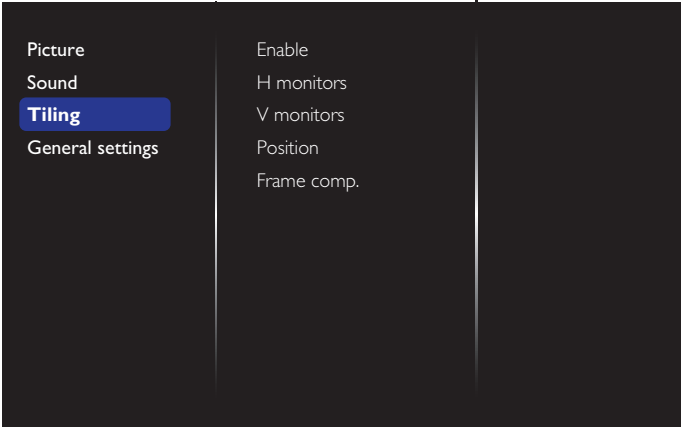 Picture
Sound
Tiling
General settings
Enable
H monitors
V monitors
Position
Frame comp.